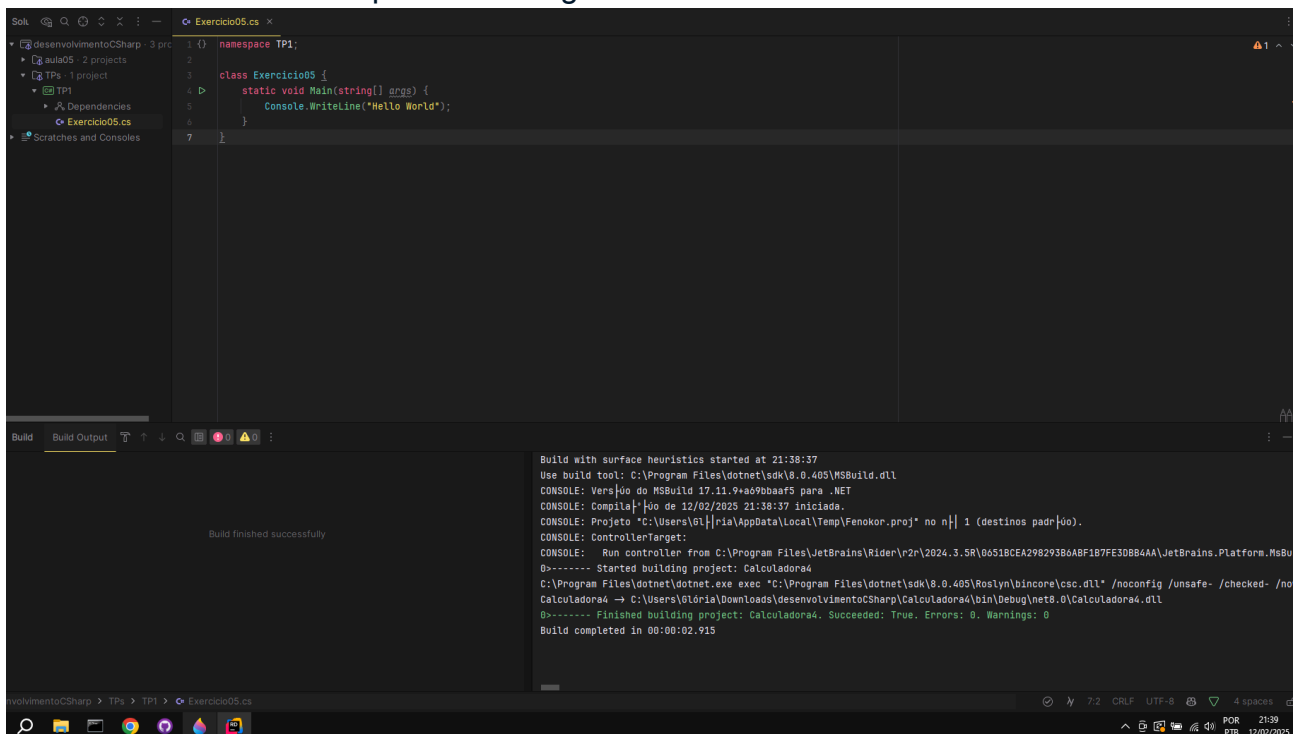 Solu
Exercicio05.cs
desenvolvimentoCSharp · 3 pro
aula05 · 2 projects
TPs · 1 project
C# TP1
Dependencies
C# Exercicio05.cs
Scratches and Consoles
1 {} namespace TP1;
2
3 class Exercicio05 {
4 static void Main(string[] args) {
5 Console.WriteLine("Hello World");
6 }
7 }
1
Build Build Output 0 0
Build finished successfully
Build with surface heuristics started at 21:38:37
Use build tool: C:\Program Files\dotnet\sdk\8.0.405\MSBuild.dll
CONSOLE: Vers├úo do MSBuild 17.11.9+a69bbaaf5 para .NET
CONSOLE: Compila├º├úo de 12/02/2025 21:38:37 iniciada.
CONSOLE: Projeto "C:\Users\Gl├│ria\AppData\Local\Temp\Fenokor.proj" no n├│ 1 (destinos padr├úo).
CONSOLE: ControllerTarget:
CONSOLE: Run controller from C:\Program Files\JetBrains\Rider\r2r\2024.3.5R\0651BCEA298293B6ABF1B7FE3DBB4AA\JetBrains.Platform.MsBu
0>------- Started building project: Calculadora4
C:\Program Files\dotnet\dotnet.exe exec "C:\Program Files\dotnet\sdk\8.0.405\Roslyn\bincore\csc.dll" /noconfig /unsafe- /checked- /no
Calculadora4 → C:\Users\Glória\Downloads\desenvolvimentoCSharp\Calculadora4\bin\Debug\net8.0\Calculadora4.dll
0>------- Finished building project: Calculadora4. Succeeded: True. Errors: 0. Warnings: 0
Build completed in 00:00:02.915
nvolvimentoCSharp > TPs > TP1 > C# Exercicio05.cs
7:2 CRLF UTF-8 4 spaces
RD
POR 21:39
PTB 12/02/2025